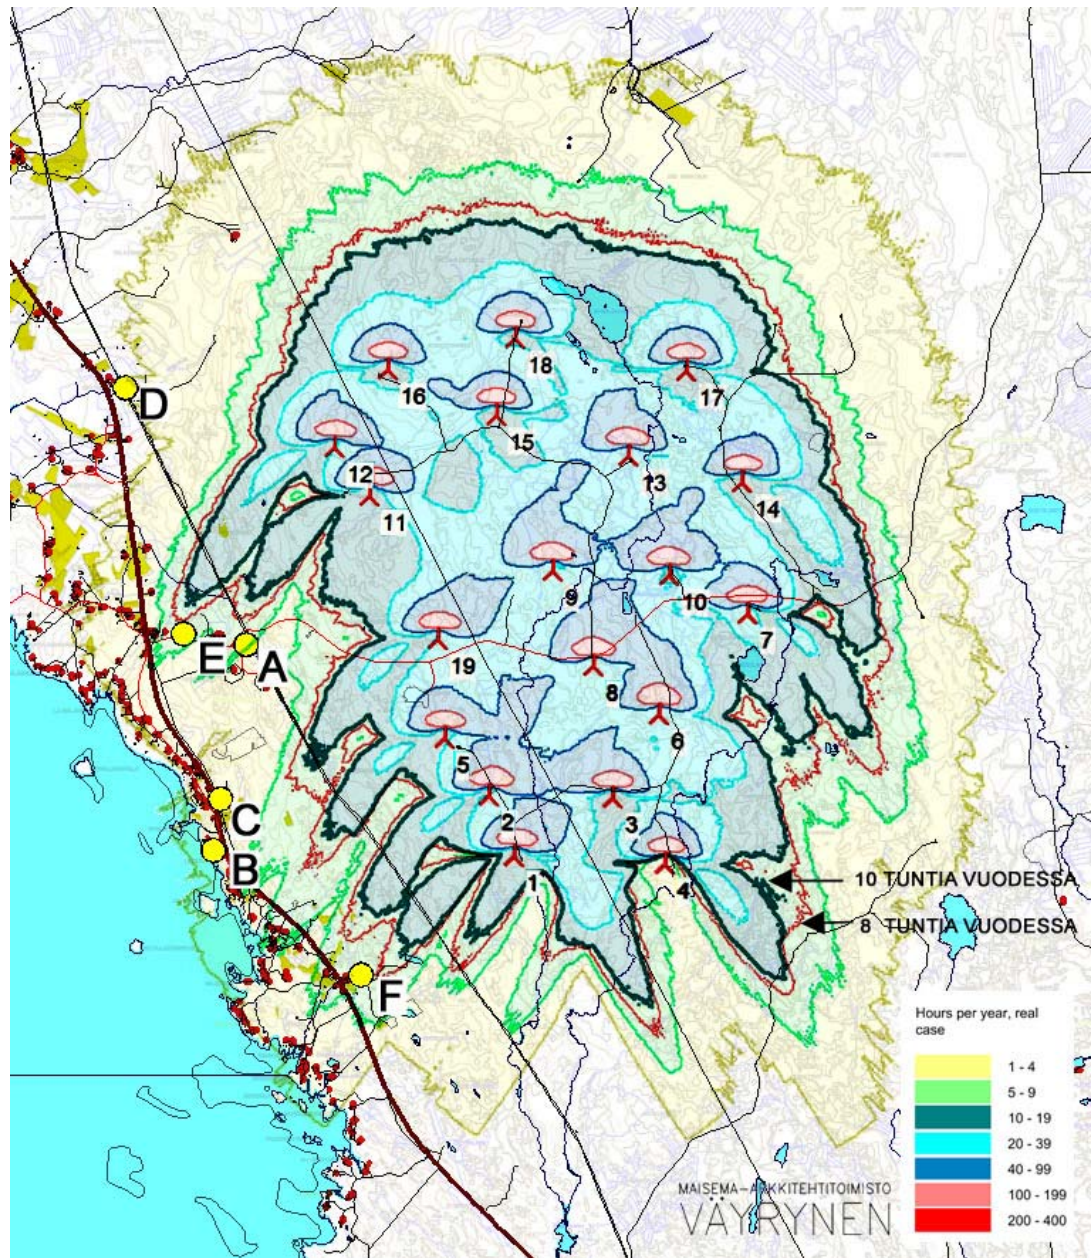 18
16
17
D
15
12
13
14
11
9
10
E
A
7
19
8
6
5
C
2
3
B
1
4
10 TUNTIA VUODESSA
8 TUNTIA VUODESSA
F
Hours per year, real
case
1 - 4
5 - 9
10 - 19
20 - 39
40 - 99
100 - 199
200 - 400
MAISEMA-ARKKITEHTITOIMISTO
VÄYRYNEN